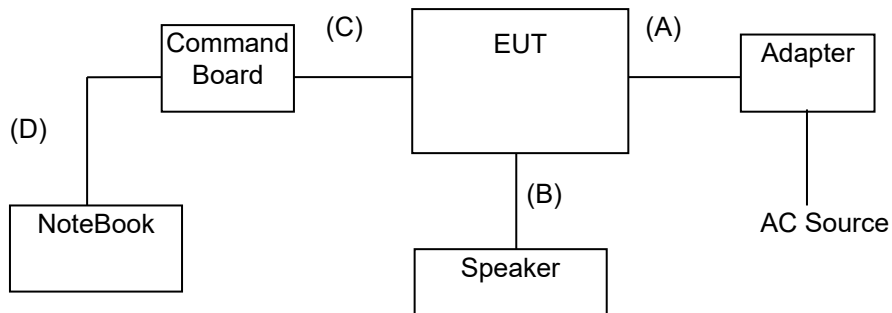 Command
Board
(C)
EUT
(A)
Adapter
(D)
NoteBook
(B)
AC Source
Speaker